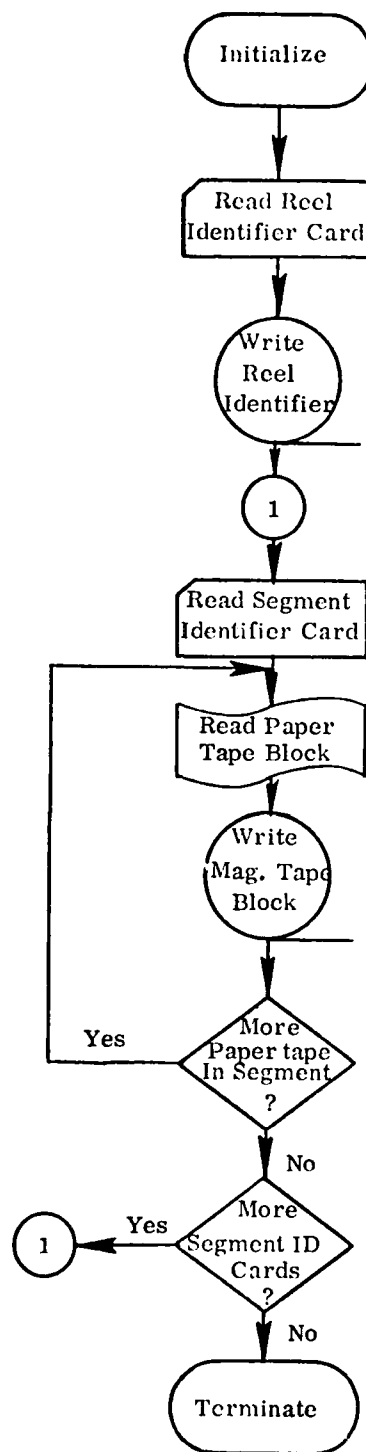 Initialize
Read Reel
Identifier Card
Write
Reel
Identifier
1
Read Segment
Identifier Card
Read Paper
Tape Block
Write
Mag. Tape
Block
More
Paper tape
In Segment
?
Yes
No
More
Segment ID
Cards
?
Yes
1
No
Terminate